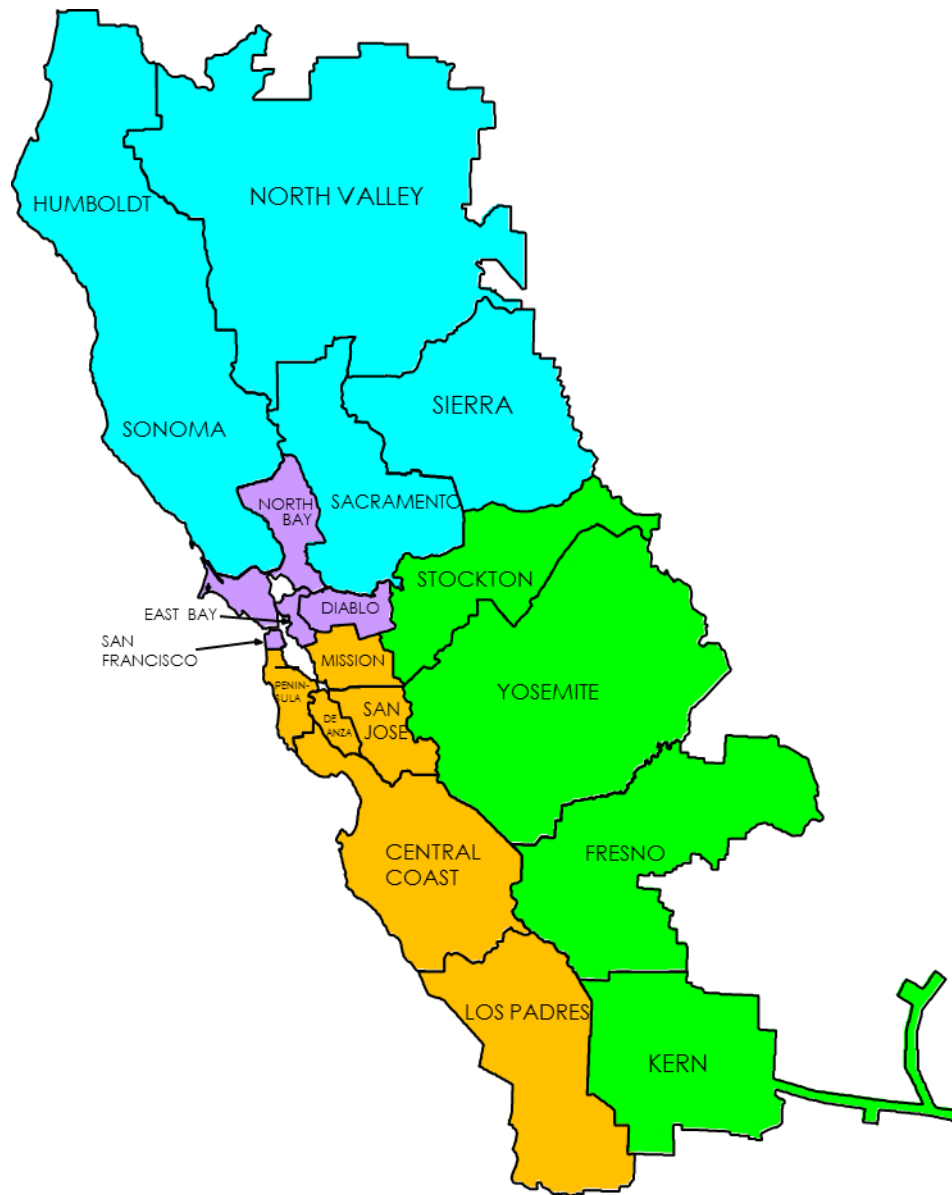 HUMBOLDT
NORTH VALLEY
SIERRA
SONOMA
NORTH
BAY
SACRAMENTO
STOCKTON
EAST BAY
DIABLO
SAN
FRANCISCO
MISSION
PENIN-
SULA
YOSEMITE
DE
ANZA
SAN
JOSE
CENTRAL
COAST
FRESNO
LOS PADRES
KERN